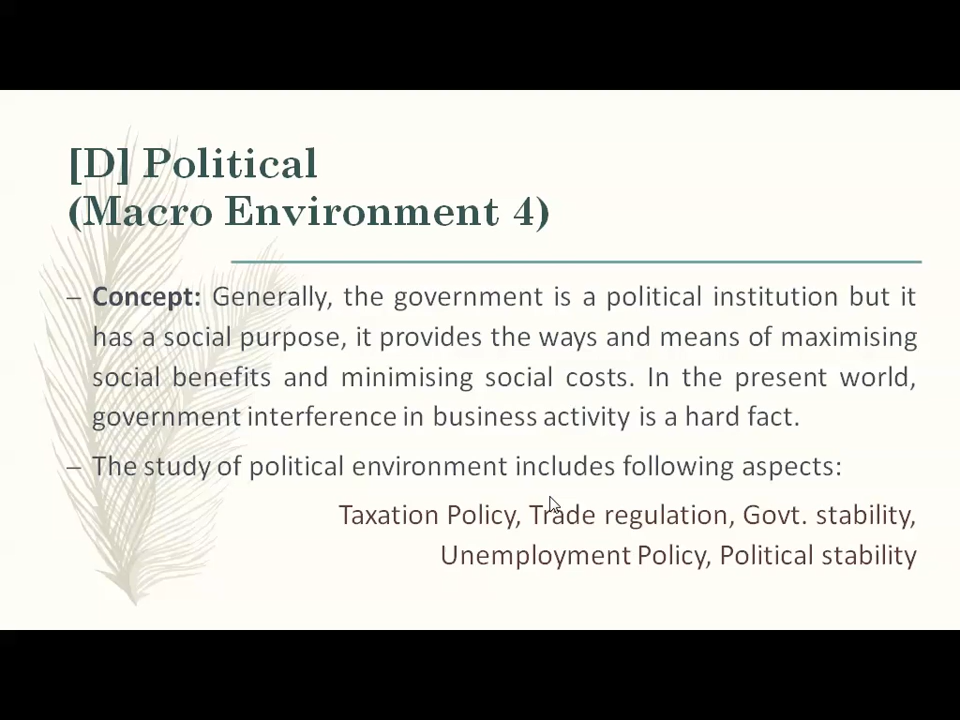 [D] Political
(Macro Environment 4)
– Concept: Generally, the government is a political institution but it
has a social purpose, it provides the ways and means of maximising
social benefits and minimising social costs. In the present world,
government interference in business activity is a hard fact.
– The study of political environment includes following aspects:
Taxation Policy, Trade regulation, Govt. stability,
Unemployment Policy, Political stability